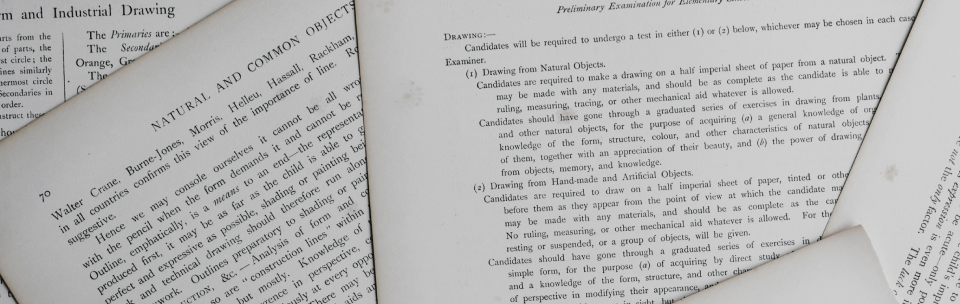 rm and Industrial Drawing
arts from the
of parts, the
st circle; the
ines similarly
hermost circle
Secondaries in
order.
The Primaries are:—
The
Orange,
The
70
NATURAL AND COMMON OBJECTS
Walter Crane, Burne-Jones, Morris, Helleu, Hassall, Rackham,
in all countries confirms this view of the importance of line.
suggestive.
Hence we may console ourselves it cannot be all
with the pencil when the form demands it and cannot be
Outline, emphatically, is a means to an end—the
produced first, it may be as far as the child is able to
perfect and expressive as possible, shading or painting
and technical drawing should therefore run
work. Outlines preparatory to shading or
&c.—Analysis of form and
so are "construction lines" within
but mostly. Knowledge of
in perspective,
at every
There may
Preliminary Examination for
DRAWING:—
Candidates will be required to undergo a test in either (1) or (2) below, whichever may be chosen in each case
Examiner.
(1) Drawing from Natural Objects.
Candidates are required to make a drawing on a half imperial sheet of paper from a natural object.
may be made with any materials, and should be as complete as the candidate is able to
ruling, measuring, tracing, or other mechanical aid whatever is allowed.
Candidates should have gone through a graduated series of exercises in drawing from plants
and other natural objects, for the purpose of acquiring (a) a general knowledge of
knowledge of the form, structure, colour, and other characteristics of natural objects
of them, together with an appreciation of their beauty, and (b) the power of drawing
from objects, memory, and knowledge.
(2) Drawing from Hand-made and Artificial Objects.
Candidates are required to draw on a half imperial sheet of paper, tinted or
before them as they appear from the point of view at which the candidate
may be made with any materials, and should be as complete as the
No ruling, measuring, or other mechanical aid whatever is allowed. For
resting or suspended, or a group of objects, will be given.
Candidates should have gone through a graduated series of exercises in
simple form, for the purpose (a) of acquiring by direct study
and a knowledge of the form, structure, and other
of perspective in modifying their appearance,
the only factor.
is even more